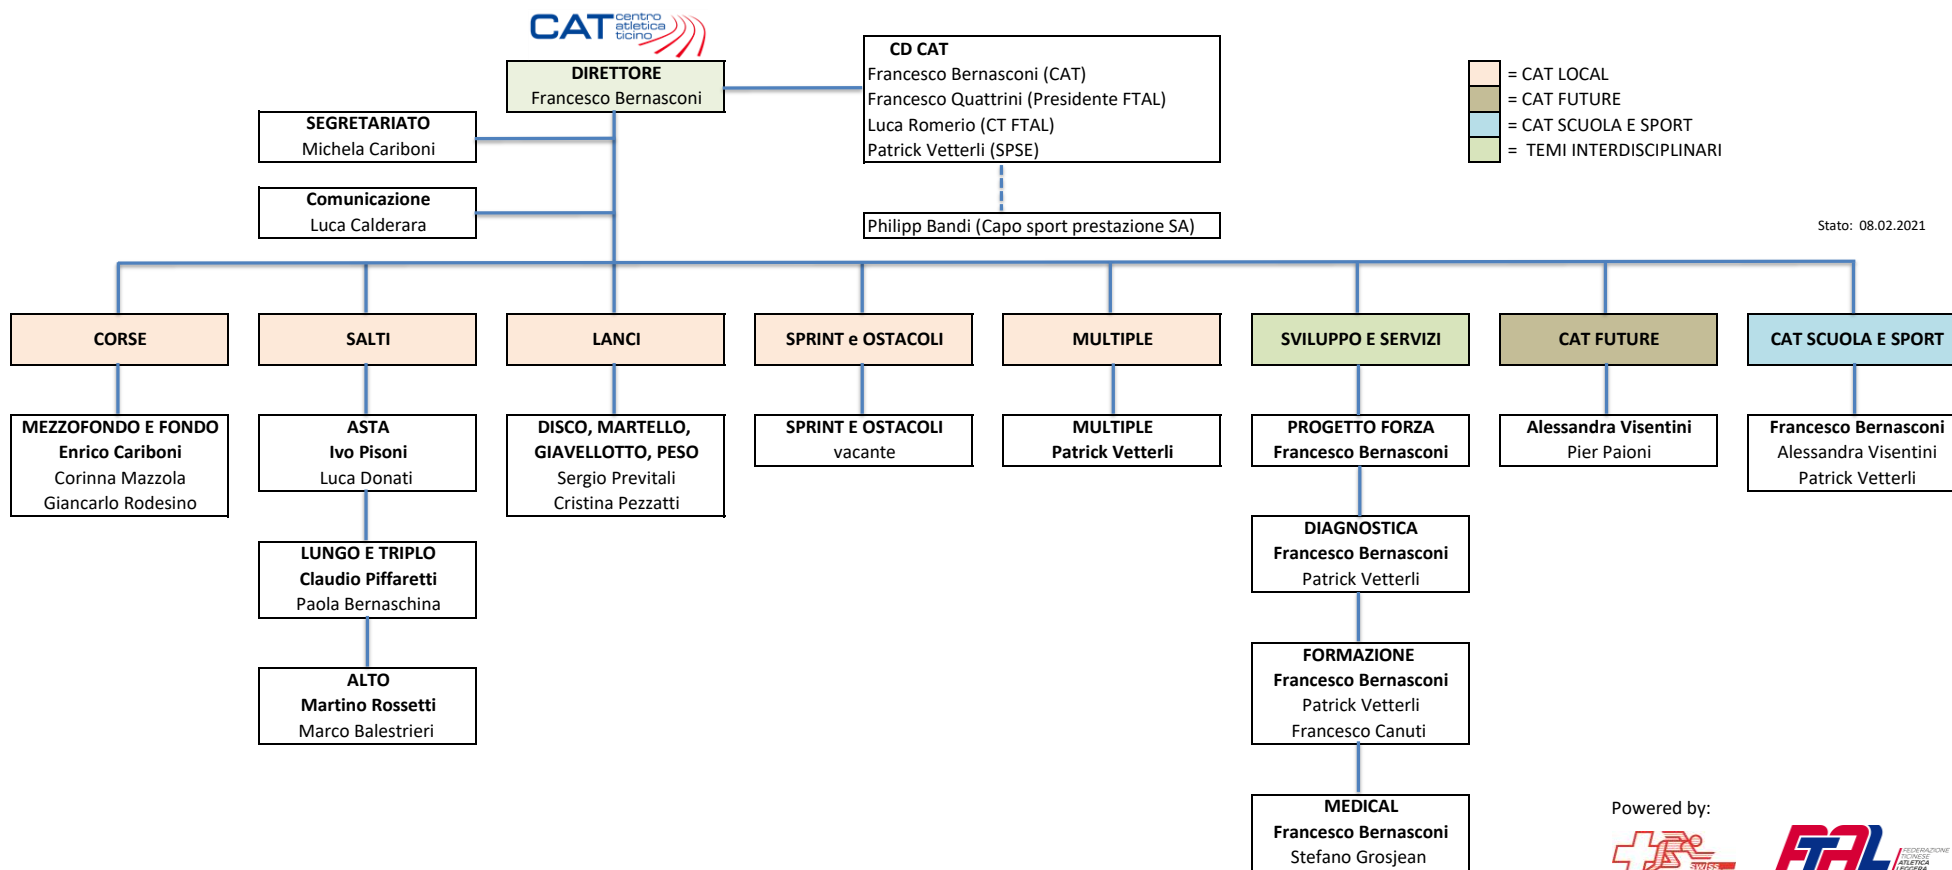 CAT centro
atletica
ticino
DIRETTORE
Francesco Bernasconi
CD CAT
Francesco Bernasconi (CAT)
Francesco Quattrini (Presidente FTAL)
Luca Romerio (CT FTAL)
Patrick Vetterli (SPSE)
= CAT LOCAL
= CAT FUTURE
= CAT SCUOLA E SPORT
= TEMI INTERDISCIPLINARI
SEGRETARIATO
Michela Cariboni
Comunicazione
Luca Calderara
Philipp Bandi (Capo sport prestazione SA)
Stato: 08.02.2021
CORSE
SALTI
LANCI
SPRINT e OSTACOLI
MULTIPLE
SVILUPPO E SERVIZI
CAT FUTURE
CAT SCUOLA E SPORT
MEZZOFONDO E FONDO
Enrico Cariboni
Corinna Mazzola
Giancarlo Rodesino
ASTA
Ivo Pisoni
Luca Donati
DISCO, MARTELLO,
GIAVELLOTTO, PESO
Sergio Previtali
Cristina Pezzatti
SPRINT E OSTACOLI
vacante
MULTIPLE
Patrick Vetterli
PROGETTO FORZA
Francesco Bernasconi
Alessandra Visentini
Pier Paioni
Francesco Bernasconi
Alessandra Visentini
Patrick Vetterli
LUNGO E TRIPLO
Claudio Piffaretti
Paola Bernaschina
DIAGNOSTICA
Francesco Bernasconi
Patrick Vetterli
ALTO
Martino Rossetti
Marco Balestrieri
FORMAZIONE
Francesco Bernasconi
Patrick Vetterli
Francesco Canuti
MEDICAL
Francesco Bernasconi
Stefano Grosjean
Powered by:
swiss
FTAL
FEDERAZIONE
TICINESE
ATLETICA
LEGGERA